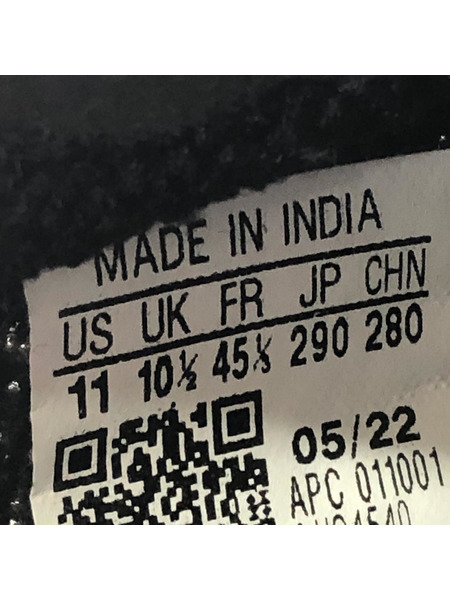 MADE IN INDIA
US UK FR JP CHN
11 10½ 45⅓ 290 280
05/22
APC 011001